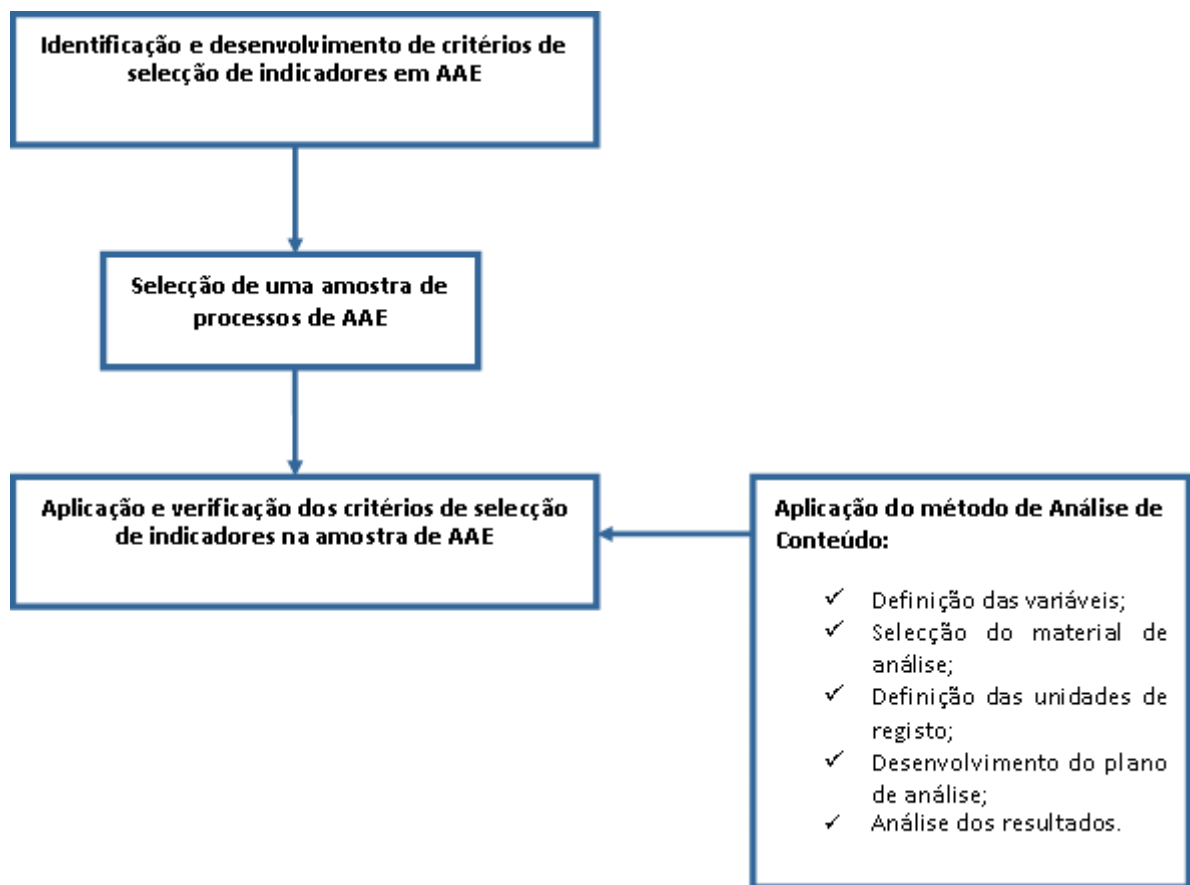 Identificação e desenvolvimento de critérios de
selecção de indicadores em AAE
Selecção de uma amostra de
processos de AAE
Aplicação e verificação dos critérios de selecção
de indicadores na amostra de AAE
Aplicação do método de Análise de
Conteúdo:
✓ Definição das variáveis;
✓ Selecção do material de
análise;
✓ Definição das unidades de
registo;
✓ Desenvolvimento do plano
de análise;
✓ Análise dos resultados.